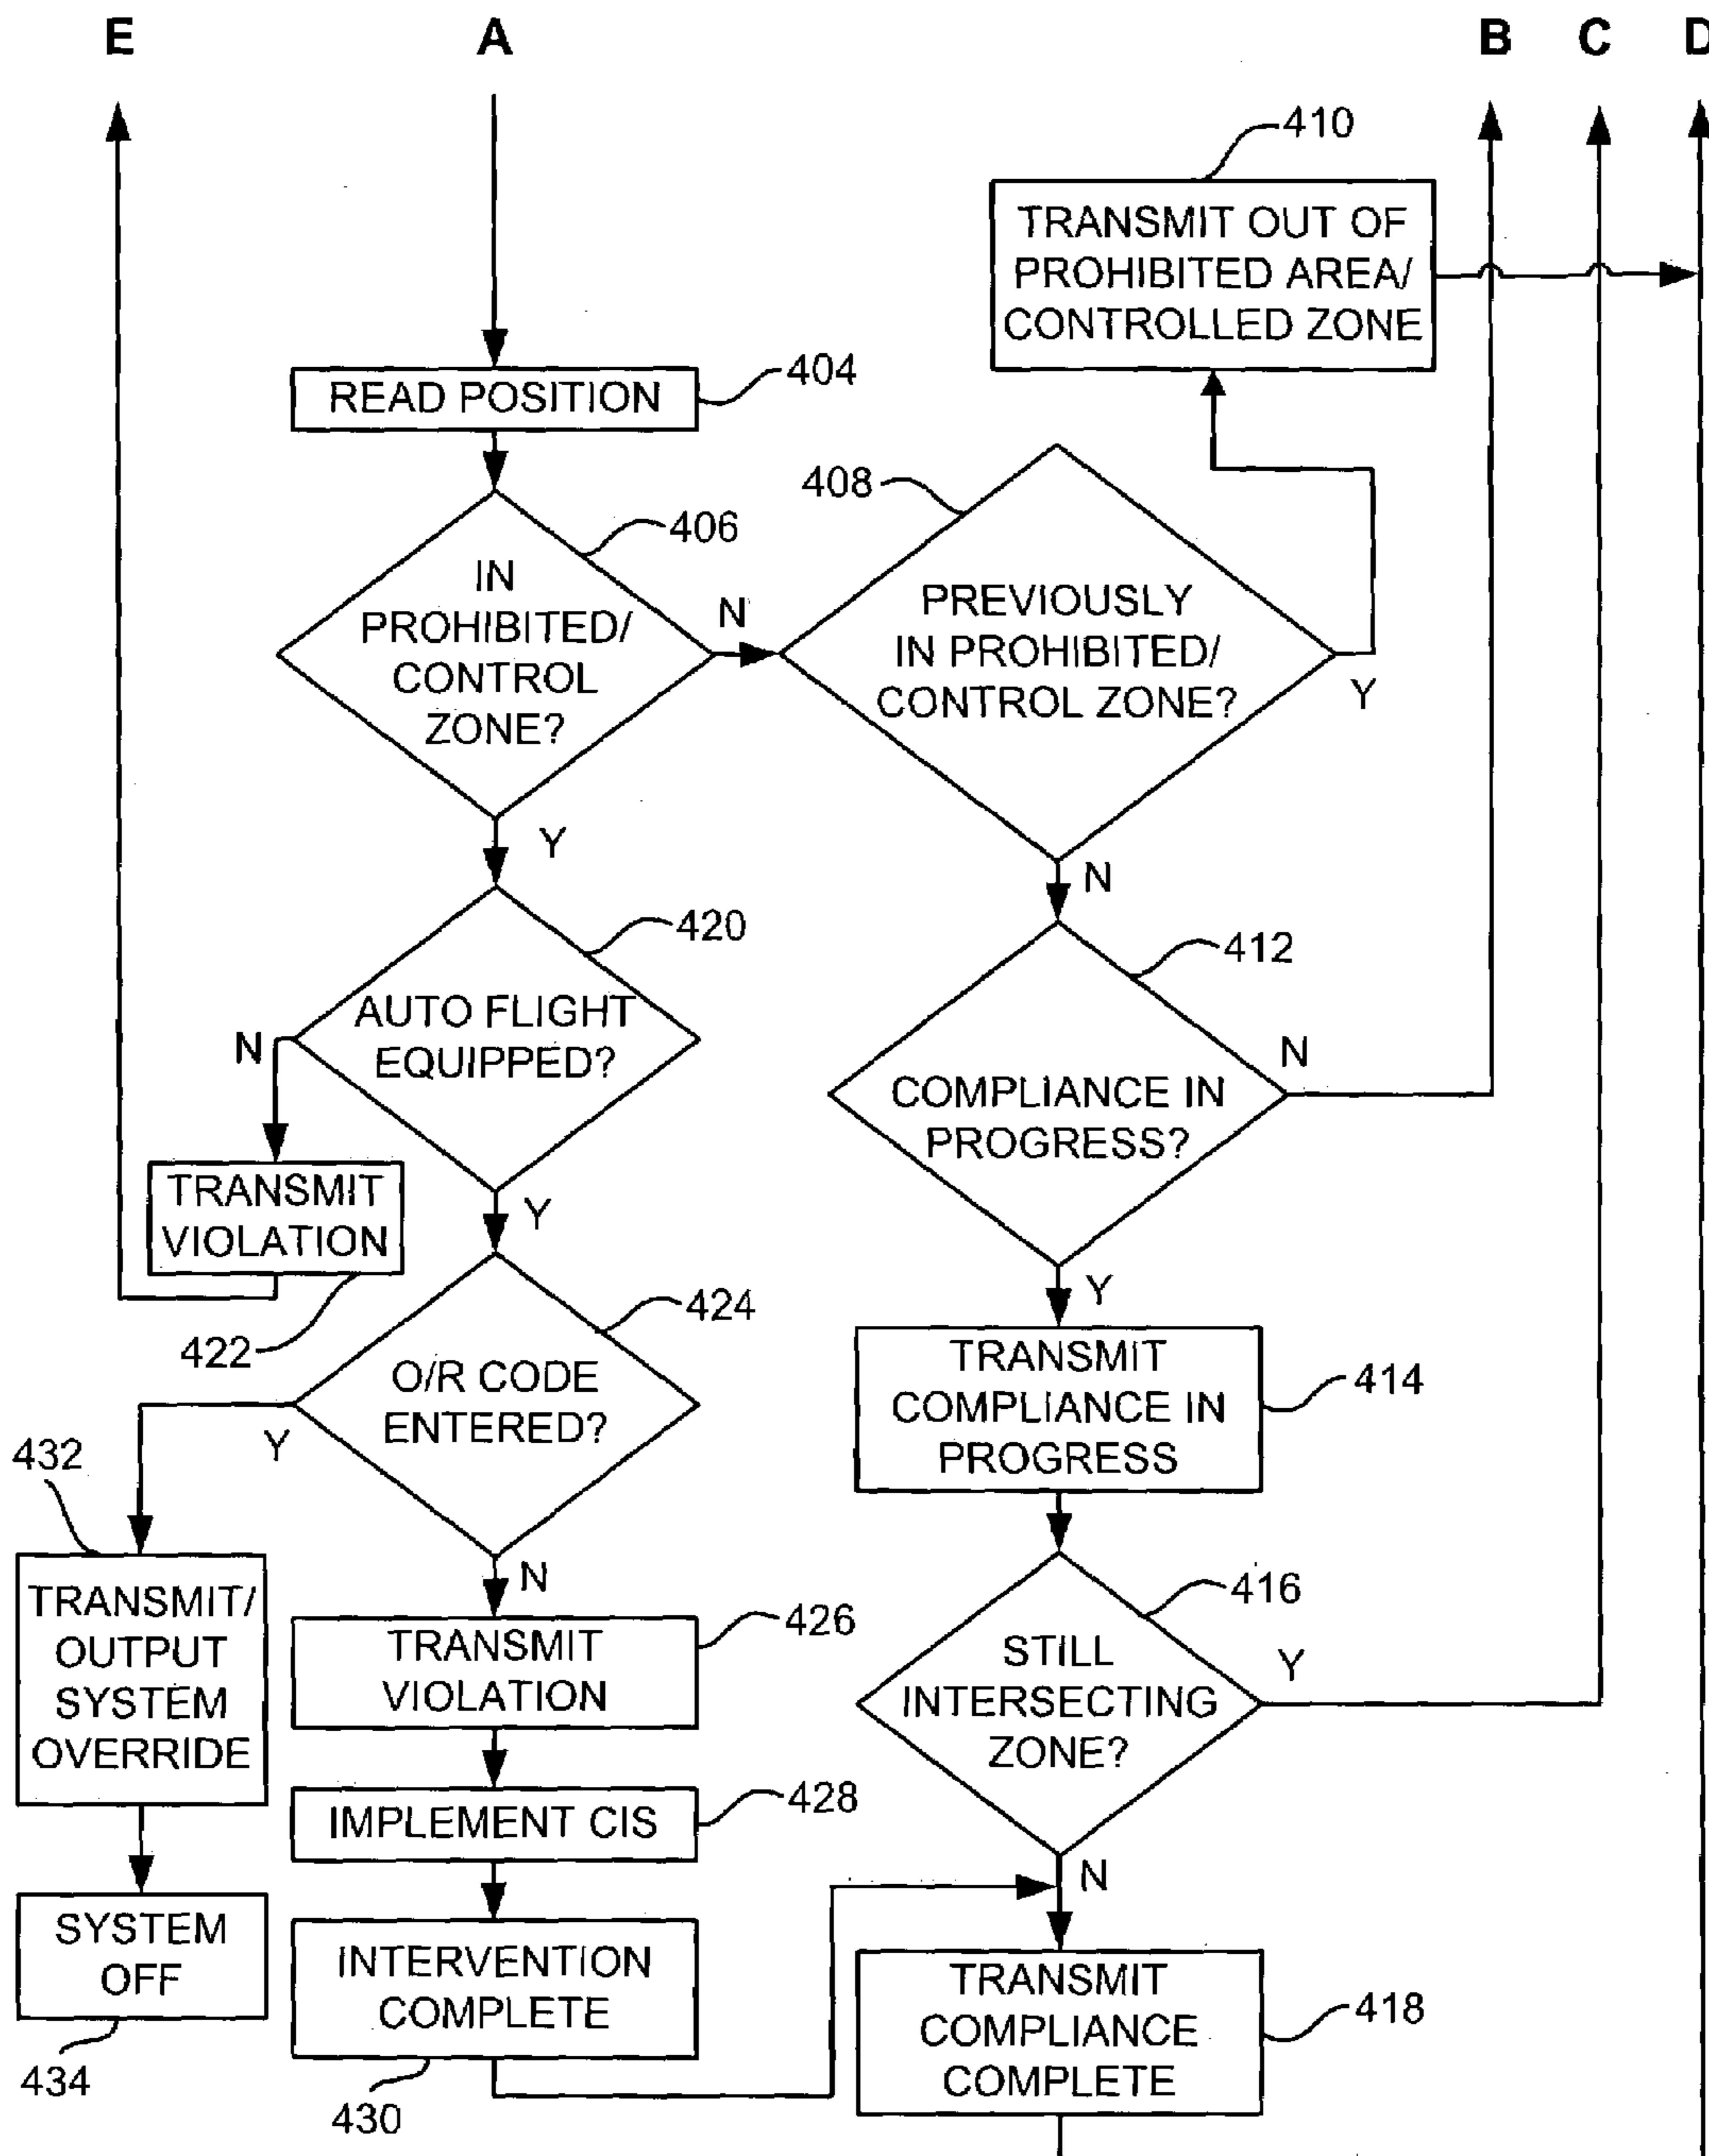 E
A
B
C
D
410
TRANSMIT OUT OF
PROHIBITED AREA/
CONTROLLED ZONE
READ POSITION
404
408
406
IN
PROHIBITED/
CONTROL
ZONE?
N
PREVIOUSLY
IN PROHIBITED/
CONTROL ZONE?
Y
Y
N
420
412
AUTO FLIGHT
EQUIPPED?
N
COMPLIANCE IN
PROGRESS?
N
TRANSMIT
VIOLATION
Y
422
424
Y
O/R CODE
ENTERED?
TRANSMIT
COMPLIANCE IN
PROGRESS
414
Y
432
N
TRANSMIT/
OUTPUT
SYSTEM
OVERRIDE
TRANSMIT
VIOLATION
426
416
STILL
INTERSECTING
ZONE?
Y
IMPLEMENT CIS
428
N
SYSTEM
OFF
INTERVENTION
COMPLETE
TRANSMIT
COMPLIANCE
COMPLETE
418
434
430